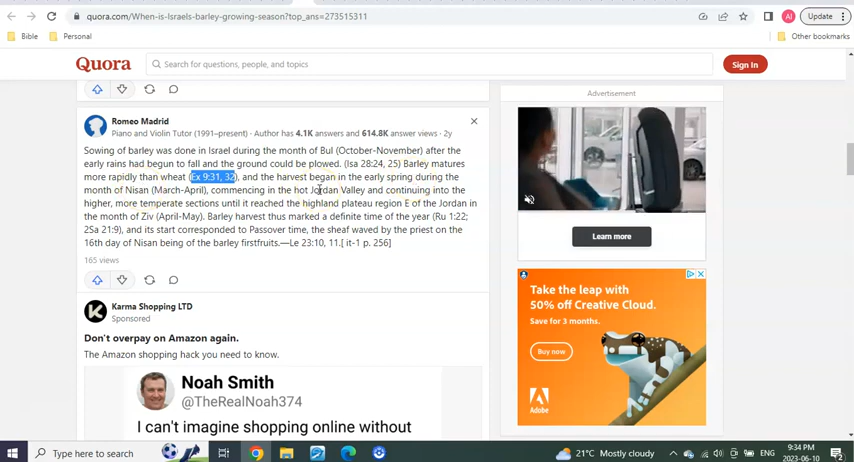 quora.com/When-is-Israels-barley-growing-season?top_ans=273515311
AI
Update
Bible
Personal
Other bookmarks
Quora
Search for questions, people, and topics
Sign In
Advertisement
Romeo Madrid
Piano and Violin Tutor (1991–present) · Author has 4.1K answers and 614.8K answer views · 2y
Sowing of barley was done in Israel during the month of Bul (October-November) after the
early rains had begun to fall and the ground could be plowed. (Isa 28:24, 25) Barley matures
more rapidly than wheat (Ex 9:31, 32), and the harvest began in the early spring during the
month of Nisan (March-April), commencing in the hot Jordan Valley and continuing into the
higher, more temperate sections until it reached the highland plateau region E of the Jordan in
the month of Ziv (April-May). Barley harvest thus marked a definite time of the year (Ru 1:22;
2Sa 21:9), and its start corresponded to Passover time, the sheaf waved by the priest on the
16th day of Nisan being of the barley firstfruits.—Le 23:10, 11.[ it-1 p. 256]
165 views
Learn more
Karma Shopping LTD
Sponsored
Don't overpay on Amazon again.
The Amazon shopping hack you need to know.
Noah Smith
@TheRealNoah374
I can't imagine shopping online without
Take the leap with
50% off Creative Cloud.
Save for 3 months.
Buy now
Adobe
Type here to search
21°C Mostly cloudy
ENG
9:34 PM
2023-06-10
2